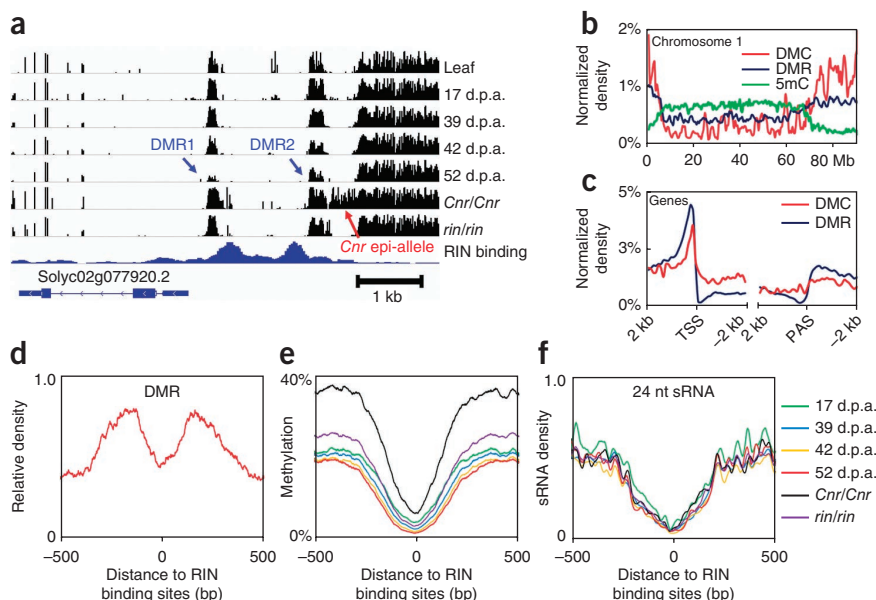 a
Leaf
17 d.p.a.
39 d.p.a.
42 d.p.a.
52 d.p.a.
Cnr/Cnr
rin/rin
RIN binding
DMR1
DMR2
Cnr epi-allele
Solyc02g077920.2
1 kb
b
Chromosome 1
DMC
DMR
5mC
Normalized density
2%
1%
0%
0 20 40 60 80 Mb
c
Genes
DMC
DMR
Normalized density
5%
3%
0%
2 kb TSS –2 kb 2 kb PAS –2 kb
d
DMR
Relative density
1.0
0
–500 0 500
Distance to RIN
binding sites (bp)
e
Methylation
40%
0%
–500 0 500
Distance to RIN
binding sites (bp)
f
24 nt sRNA
sRNA density
1.0
0
–500 0 500
Distance to RIN
binding sites (bp)
17 d.p.a.
39 d.p.a.
42 d.p.a.
52 d.p.a.
Cnr/Cnr
rin/rin